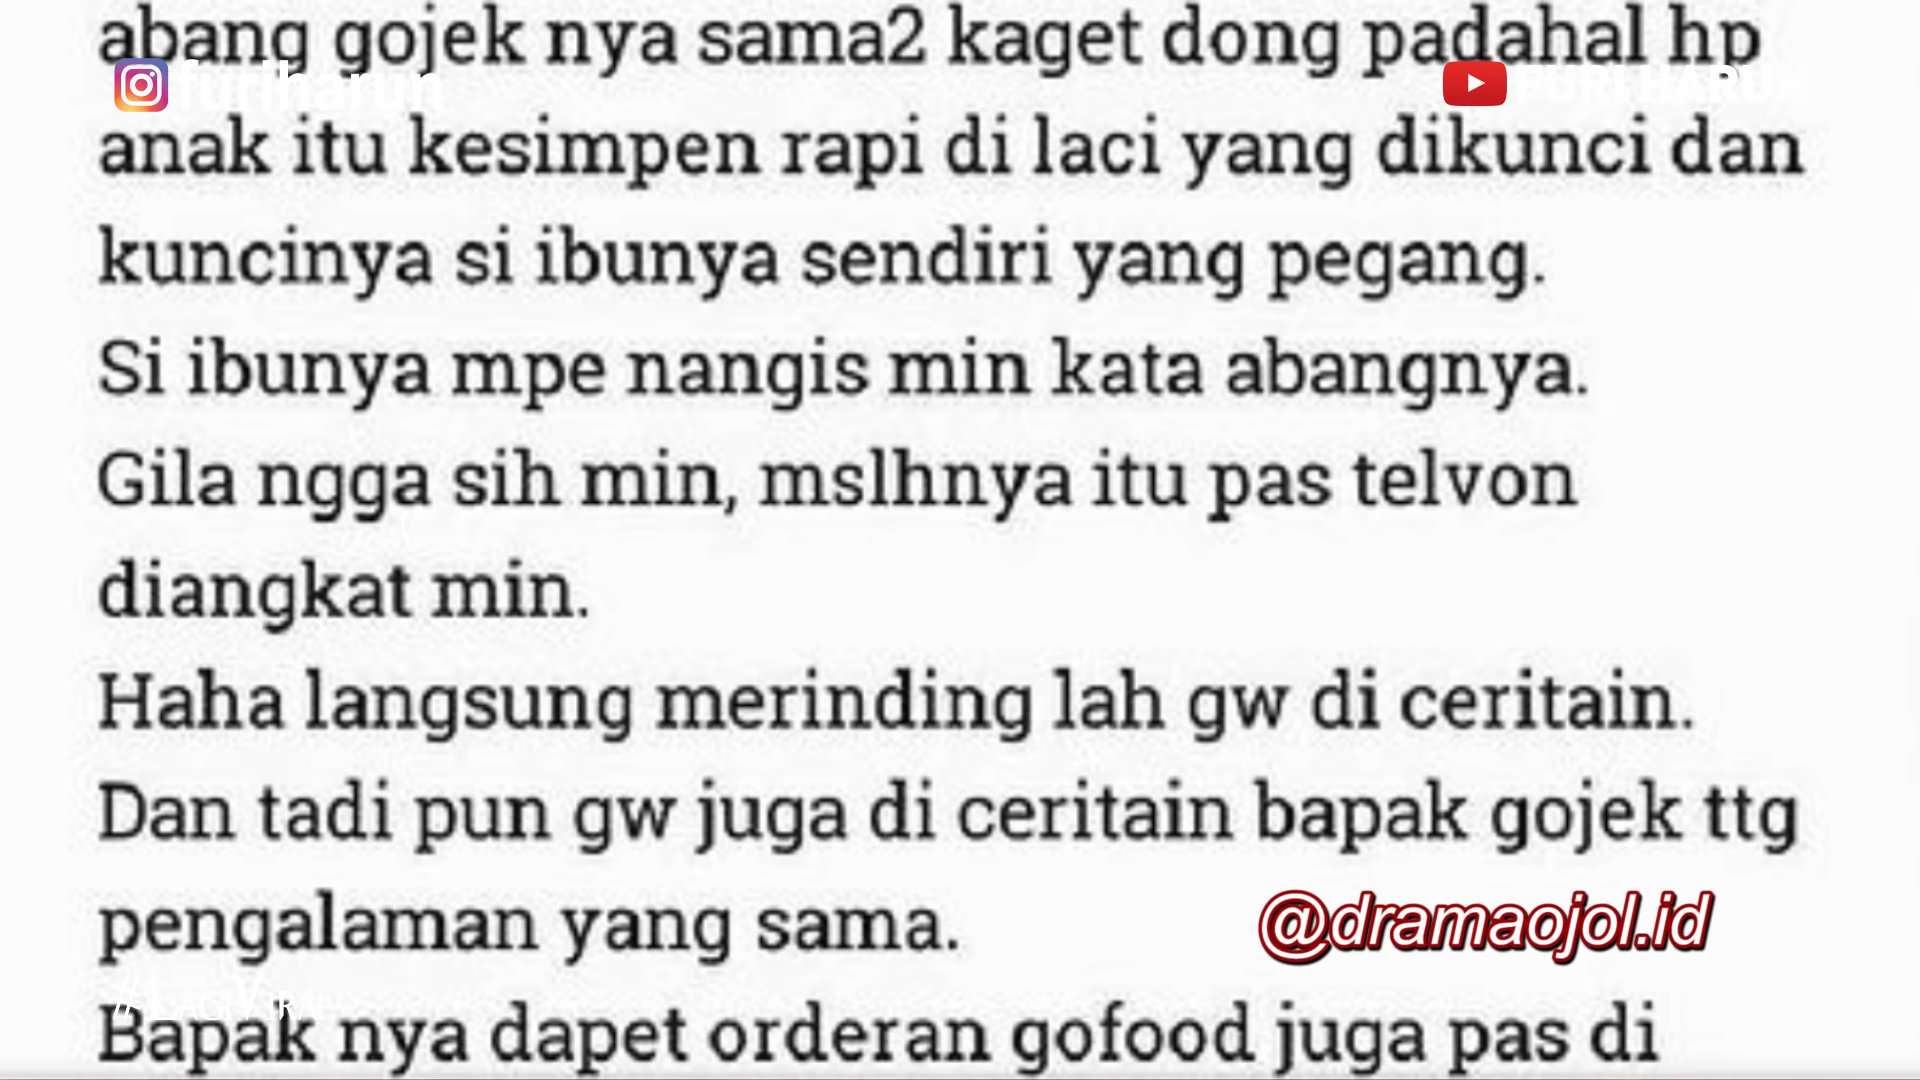 abang gojek nya sama2 kaget dong padahal hp
furiharun
anak itu kesimpen rapi di laci yang dikunci dan
kuncinya si ibunya sendiri yang pegang.
Si ibunya mpe nangis min kata abangnya.
Gila ngga sih min, mslhnya itu pas telvon
diangkat min.
Haha langsung merinding lah gw di ceritain.
Dan tadi pun gw juga di ceritain bapak gojek ttg
pengalaman yang sama.
@dramaojol.id
Bapak nya dapet orderan gofood juga pas di